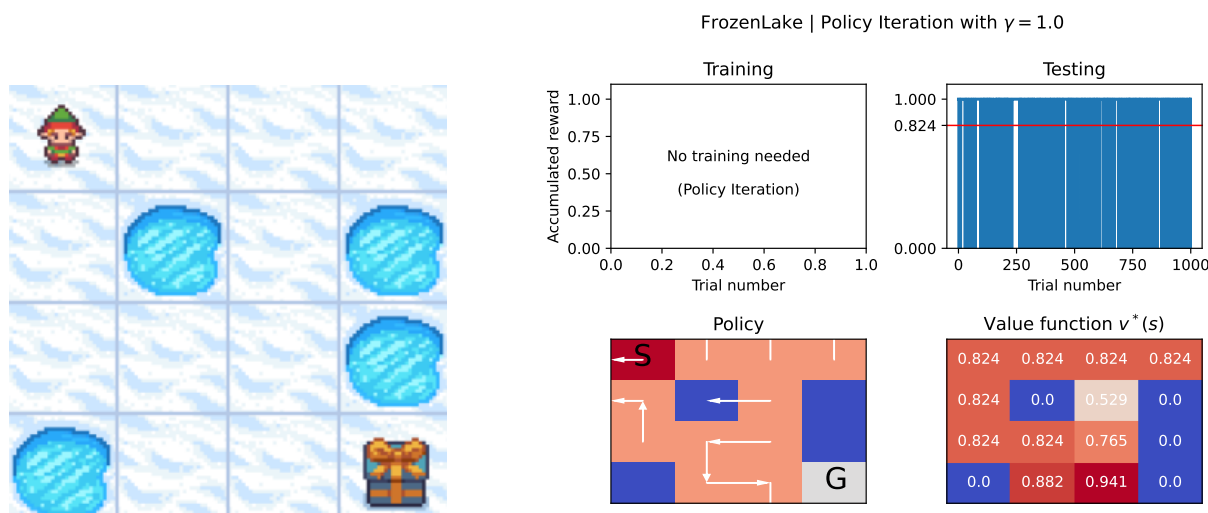 FrozenLake | Policy Iteration with γ = 1.0
Training
Accumulated reward
1.00
0.75
0.50
0.25
0.00
No training needed
(Policy Iteration)
0.0 0.2 0.4 0.6 0.8 1.0
Trial number
Testing
1.000
0.824
0.000
0 250 500 750 1000
Trial number
Policy
S
G
Value function v*(s)
0.824 0.824 0.824 0.824
0.824 0.0 0.529 0.0
0.824 0.824 0.765 0.0
0.0 0.882 0.941 0.0